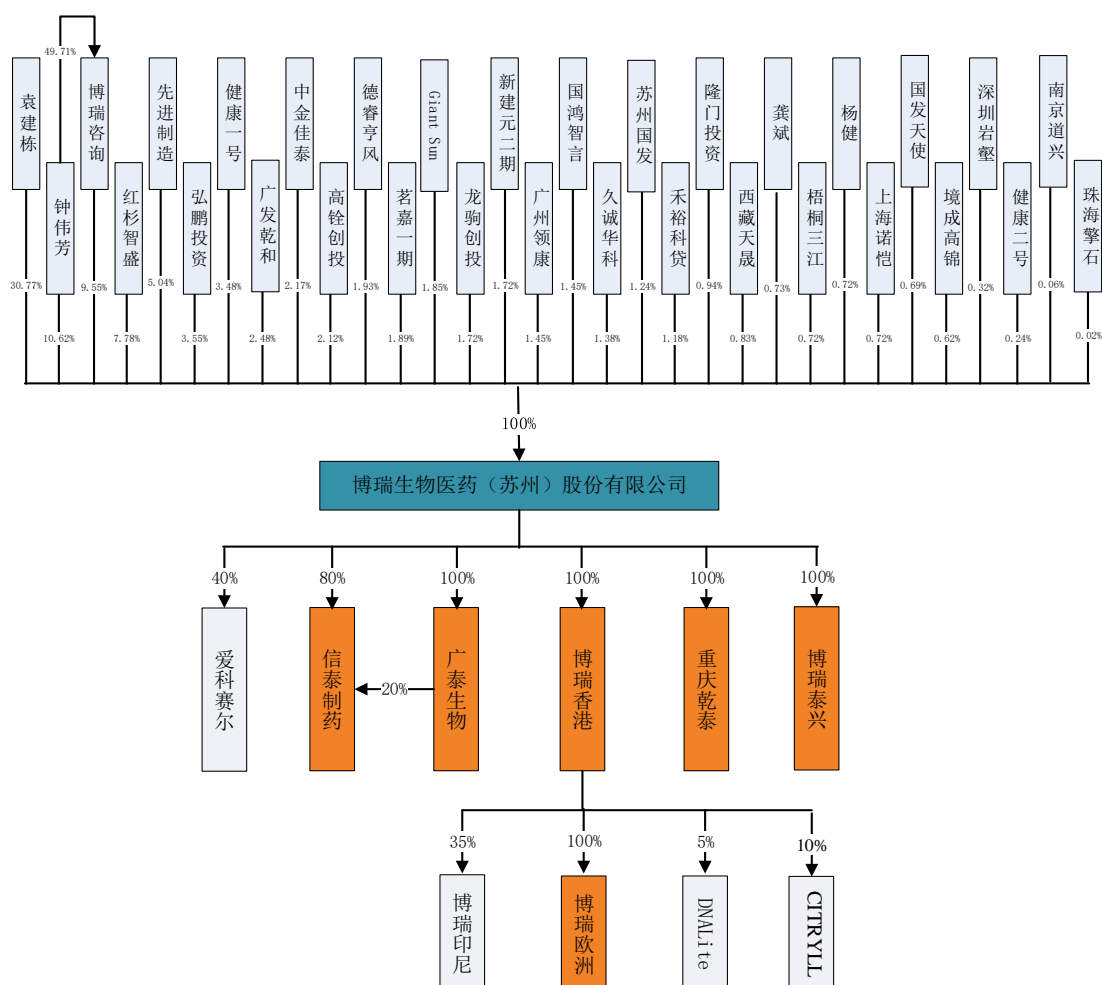 49.71%
袁建栋
博瑞咨询
先进制造
健康一号
中金佳泰
德睿亨风
Giant Sun
新建元二期
国鸿智言
苏州国发
隆门投资
龚斌
杨健
国发天使
深圳岩壑
南京道兴
钟伟芳
红杉智盛
弘鹏投资
广发乾和
高铨创投
茗嘉一期
龙驹创投
广州领康
久诚华科
禾裕科贷
西藏天晟
梧桐三江
上海诺恺
境成高锦
健康二号
珠海擎石
30.77%
9.55%
5.04%
3.48%
2.17%
1.93%
1.85%
1.72%
1.45%
1.24%
0.94%
0.73%
0.72%
0.69%
0.32%
0.06%
10.62%
7.78%
3.55%
2.48%
2.12%
1.89%
1.72%
1.45%
1.38%
1.18%
0.83%
0.72%
0.72%
0.62%
0.24%
0.02%
100%
博瑞生物医药（苏州）股份有限公司
40%
80%
100%
100%
100%
100%
爱科赛尔
信泰制药
20%
广泰生物
博瑞香港
重庆乾泰
博瑞泰兴
35%
100%
5%
10%
博瑞印尼
博瑞欧洲
DNALite
CITRYLL